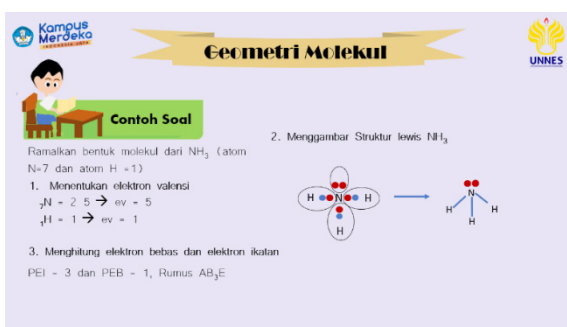 Kampus
Merdeka
INDONESIA JAYA
Geometri Molekul
UNNES
Contoh Soal
Ramalkan bentuk molekul dari NH₃ (atom
N=7 dan atom H =1)
1. Menentukan elektron valensi
₇N = 2 5 → ev = 5
₁H = 1 → ev = 1
2. Menggambar Struktur lewis NH₃
H N H
H
N
H H H
3. Menghitung elektron bebas dan elektron ikatan
PEI = 3 dan PEB = 1, Rumus AB₃E